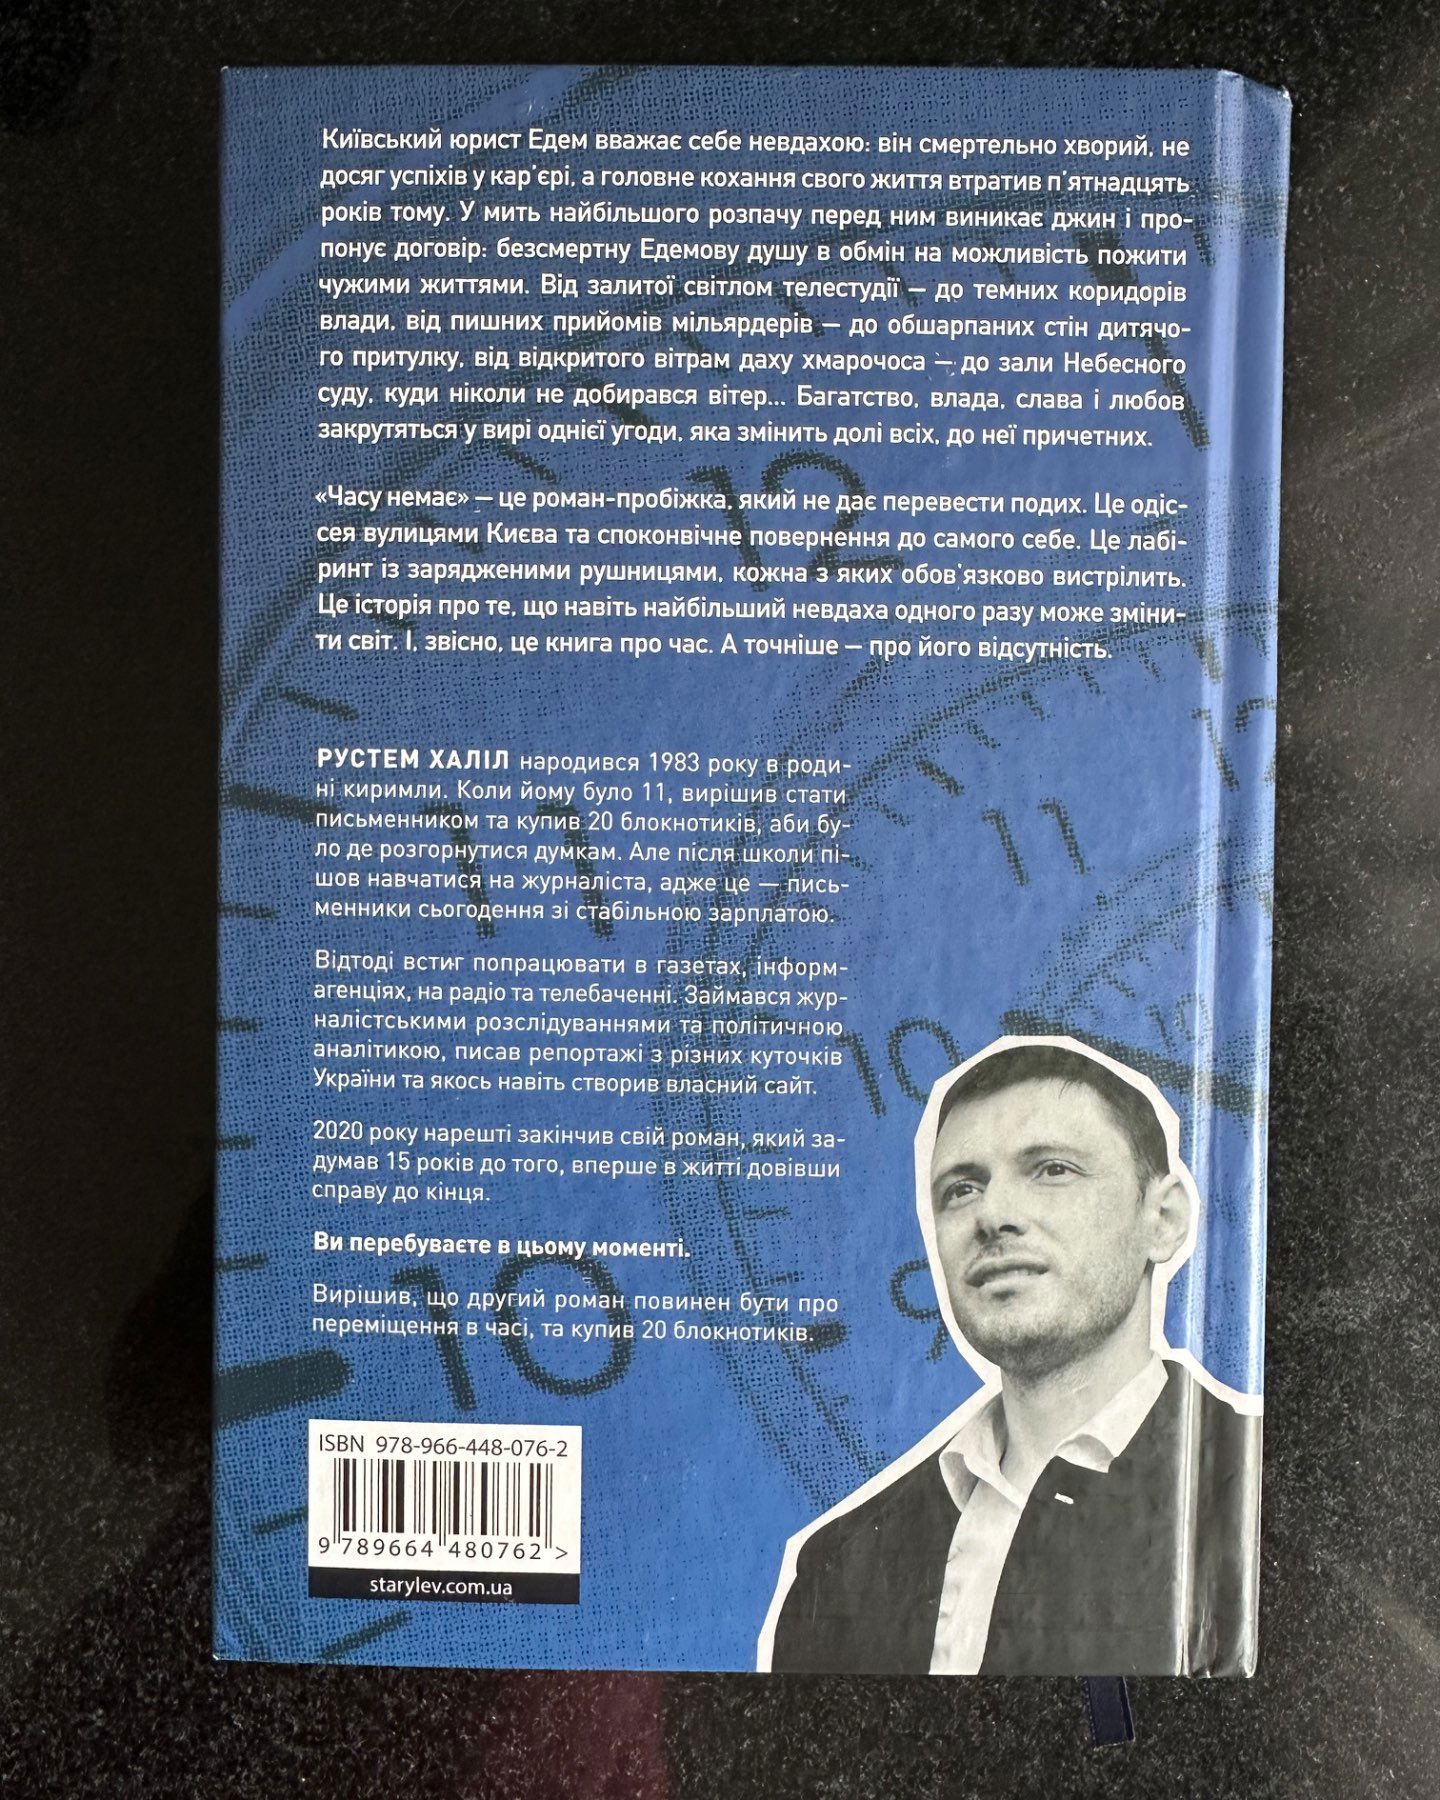 Київський юрист Едем вважає себе невдахою: він смертельно хворий, не
досяг успіхів у кар'єрі, а головне кохання свого життя втратив п'ятнадцять
років тому. У мить найбільшого розпачу перед ним виникає джин і про-
понує договір: безсмертну Едемову душу в обмін на можливість пожити
чужими життями. Від залитої світлом телестудії — до темних коридорів
влади, від пишних прийомів мільярдерів — до обшарпаних стін дитячо-
го притулку, від відкритого вітрам даху хмарочоса — до зали Небесного
суду, куди ніколи не добирався вітер... Багатство, влада, слава і любов
закрутяться у вирі однієї угоди, яка змінить долі всіх, до неї причетних.
«Часу немає» — це роман-пробіжка, який не дає перевести подих. Це одіс-
сея вулицями Києва та споконвічне повернення до самого себе. Це лабі-
ринт із зарядженими рушницями, кожна з яких обов'язково вистрілить.
Це історія про те, що навіть найбільший невдаха одного разу може зміни-
ти світ. І, звісно, це книга про час. А точніше — про його відсутність.
РУСТЕМ ХАЛІЛ народився 1983 року в роди-
ні киримли. Коли йому було 11, вирішив стати
письменником та купив 20 блокнотиків, аби бу-
ло де розгорнутися думкам. Але після школи пі-
шов навчатися на журналіста, адже це — пись-
менники сьогодення зі стабільною зарплатою.
Відтоді встиг попрацювати в газетах, інформ-
агенціях, на радіо та телебаченні. Займався жур-
налістськими розслідуваннями та політичною
аналітикою, писав репортажі з різних куточків
України та якось навіть створив власний сайт.
2020 року нарешті закінчив свій роман, який за-
думав 15 років до того, вперше в житті довівши
справу до кінця.
Ви перебуваєте в цьому моменті.
Вирішив, що другий роман повинен бути про
переміщення в часі, та купив 20 блокнотиків.
12
12
11
11
10
10
9
10
ISBN 978-966-448-076-2
9 789664 480762 >
starylev.com.ua